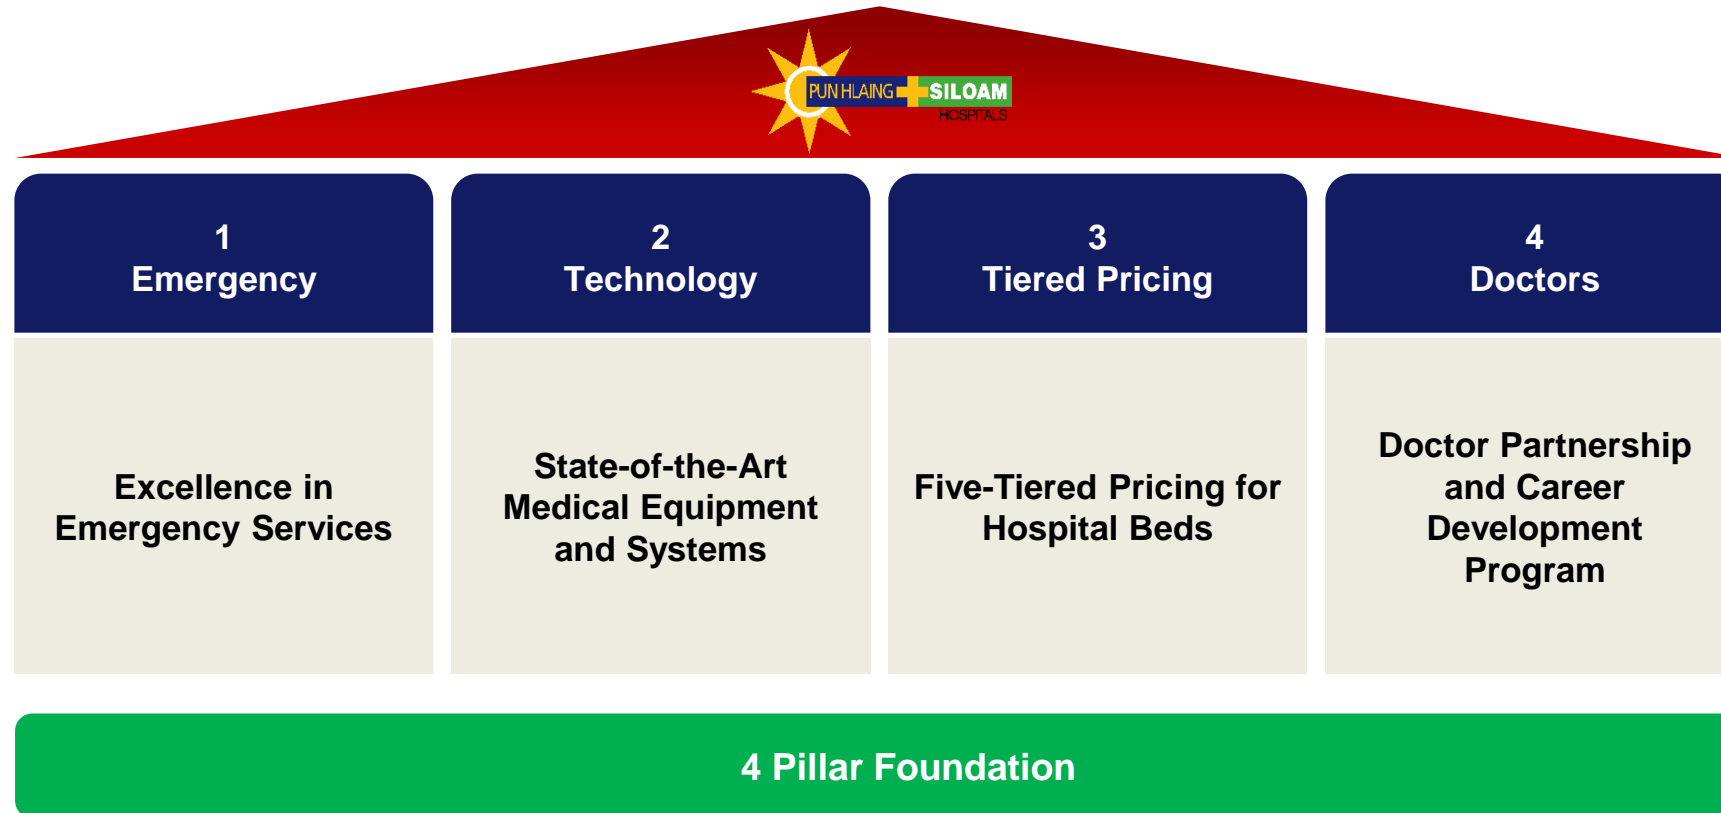 PUN HLAING SILOAM
HOSPITALS
1
Emergency
2
Technology
3
Tiered Pricing
4
Doctors
Excellence in
Emergency Services
State-of-the-Art
Medical Equipment
and Systems
Five-Tiered Pricing for
Hospital Beds
Doctor Partnership
and Career
Development
Program
4 Pillar Foundation